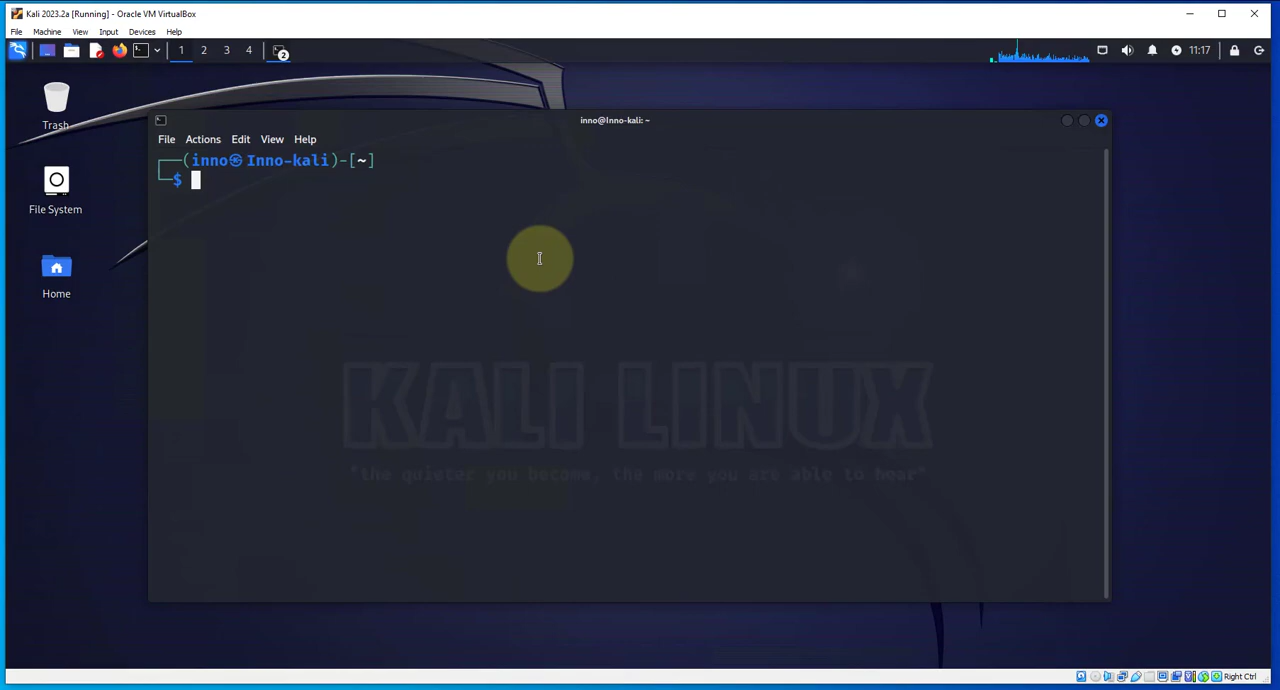 Kali 2023.2a [Running] - Oracle VM VirtualBox
File Machine View Input Devices Help
1 2 3 4 2 11:17
Trash
File System
Home
inno@Inno-kali: ~
File Actions Edit View Help
┌──(inno㉿Inno-kali)-[~]
└─$
KALI LINUX
"the quieter you become, the more you are able to hear"
Right Ctrl